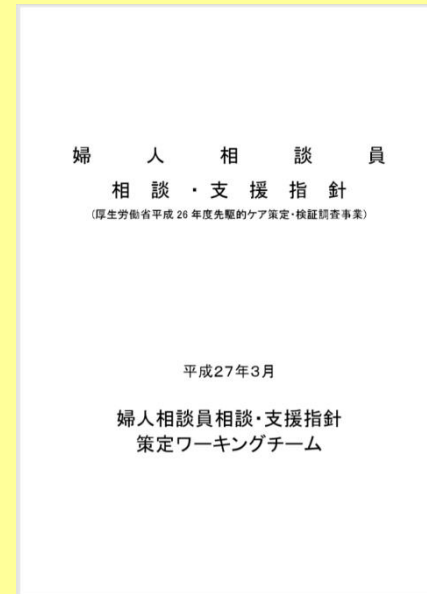 婦人相談員
相談・支援指針
(厚生労働省平成26年度先駆的ケア策定・検証調査事業)
平成27年3月
婦人相談員相談・支援指針
策定ワーキングチーム